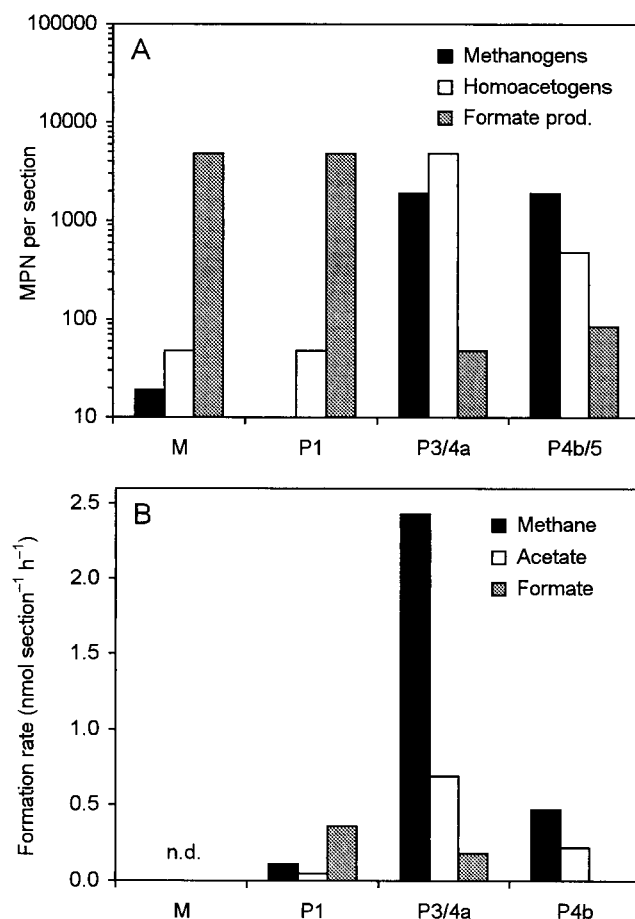 A
Methanogens
Homoacetogens
Formate prod.
MPN per section
100000
10000
1000
100
10
M P1 P3/4a P4b/5
B
Methane
Acetate
Formate
Formation rate (nmol section⁻¹ h⁻¹)
2.5
2.0
1.5
1.0
0.5
0.0
n.d.
M P1 P3/4a P4b